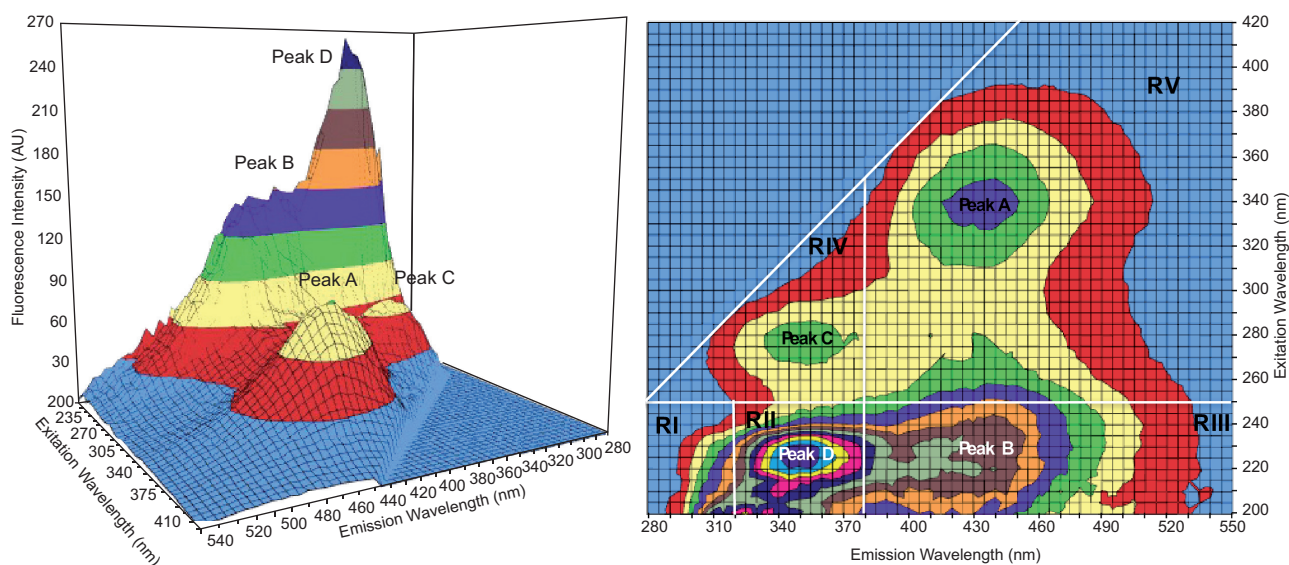 270
240
210
180
150
120
90
60
30
200
Fluorescence Intensity (AU)
Peak D
Peak B
Peak A
Peak C
235
270
305
340
375
410
Exitation Wavelength (nm)
540
520
500
480
460
440
420
400
380
360
340
320
300
280
Emission Wavelength (nm)
420
400
380
360
340
320
300
280
260
240
220
200
Exitation Wavelength (nm)
RV
Peak A
RIV
Peak C
RI
RII
RIII
Peak D
Peak B
280 310 340 370 400 430 460 490 520 550
Emission Wavelength (nm)